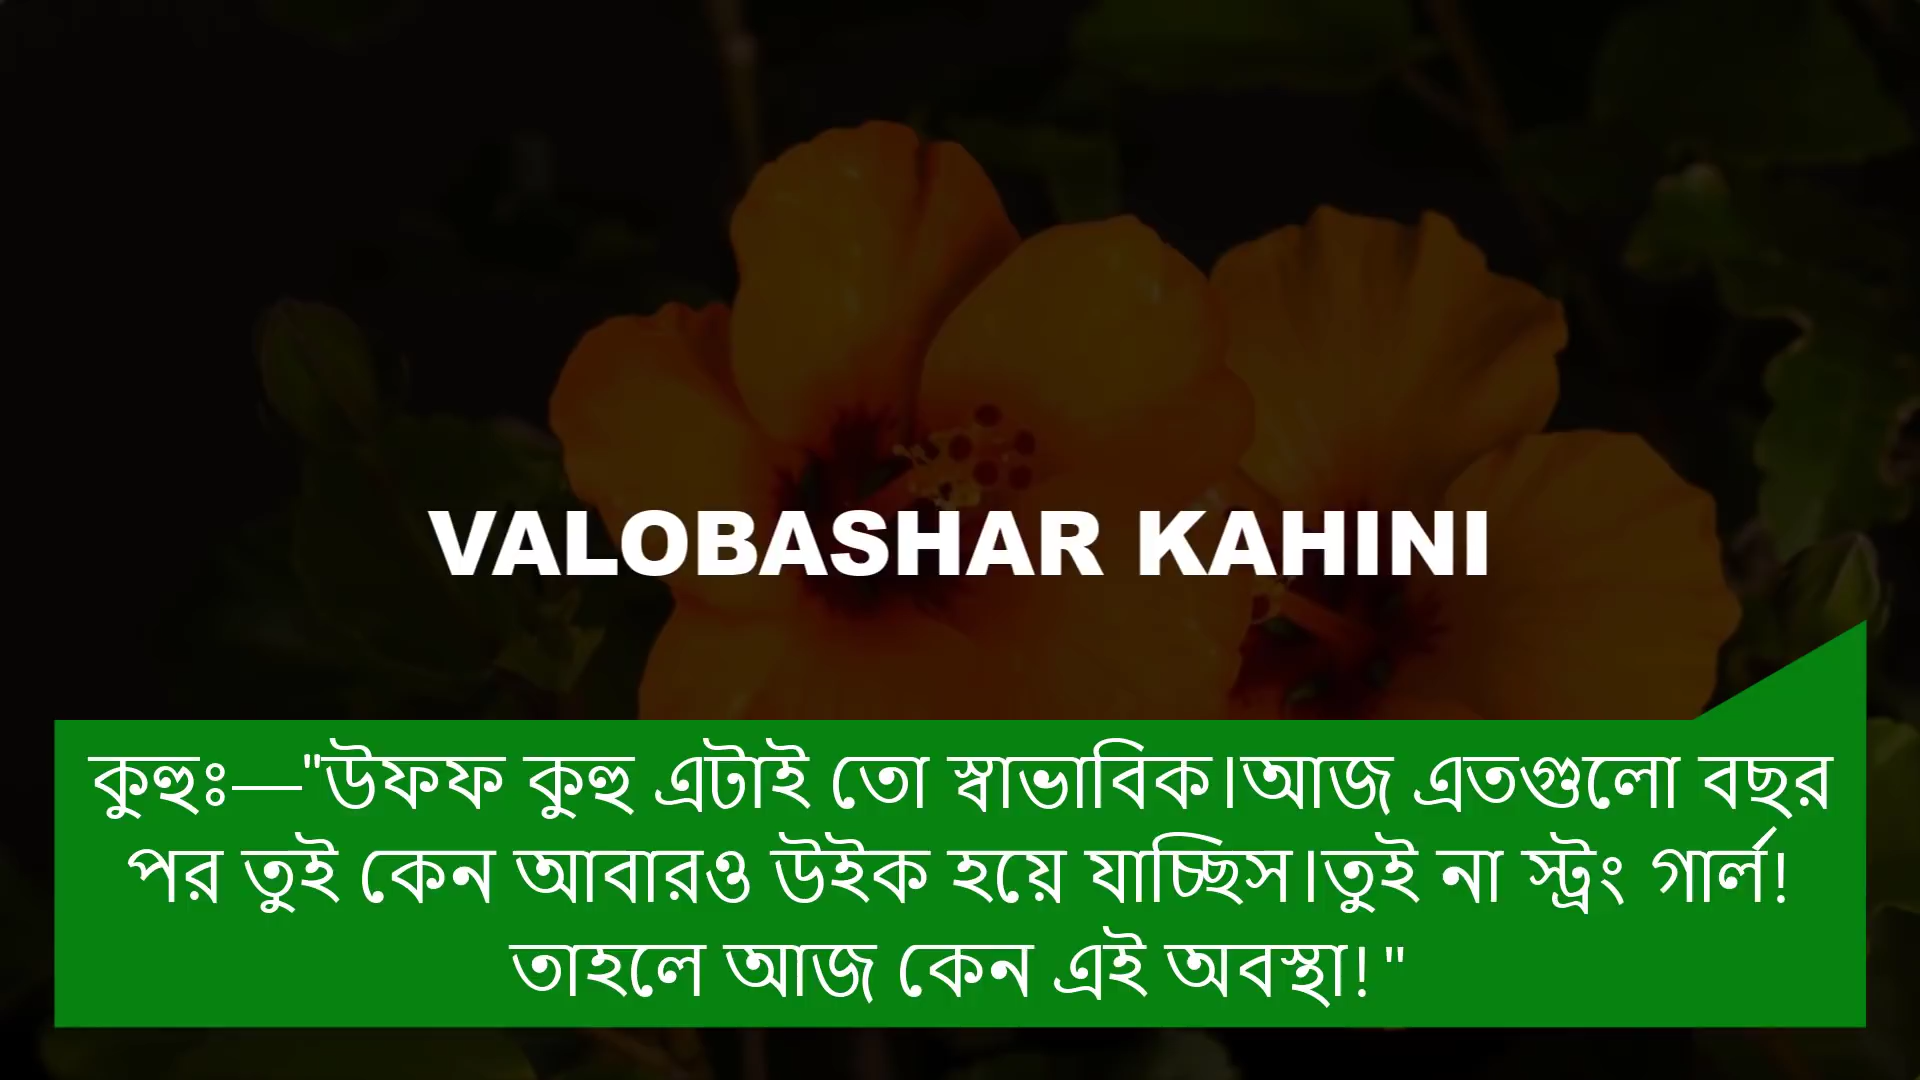 VALOBASHAR KAHINI
কুহুঃ—"উফফ কুহু এটাই তো স্বাভাবিক।আজ এতগুলো বছর
পর তুই কেন আবারও উইক হয়ে যাচ্ছিস।তুই না স্ট্রং গার্ল!
তাহলে আজ কেন এই অবস্থা! "